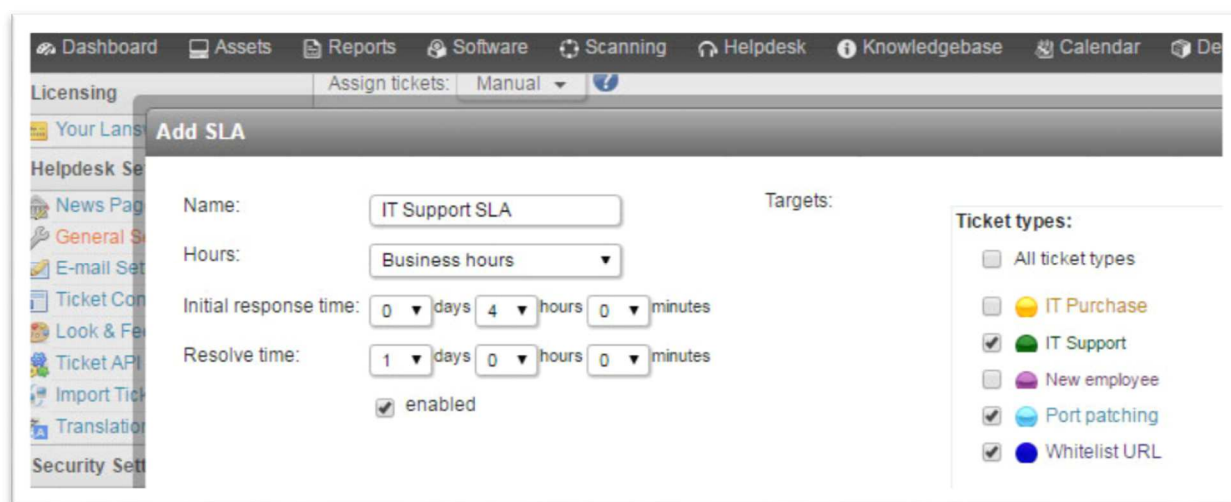 Dashboard Assets Reports Software Scanning Helpdesk Knowledgebase Calendar De
Licensing
Assign tickets: Manual
Your Lans
Add SLA
Helpdesk Se
News Pag
General S
E-mail Set
Ticket Con
Look & Fe
Ticket API
Import Tick
Translation
Security Sett
Name: IT Support SLA
Hours: Business hours
Initial response time: 0 days 4 hours 0 minutes
Resolve time: 1 days 0 hours 0 minutes
enabled
Targets:
Ticket types:
All ticket types
IT Purchase
IT Support
New employee
Port patching
Whitelist URL